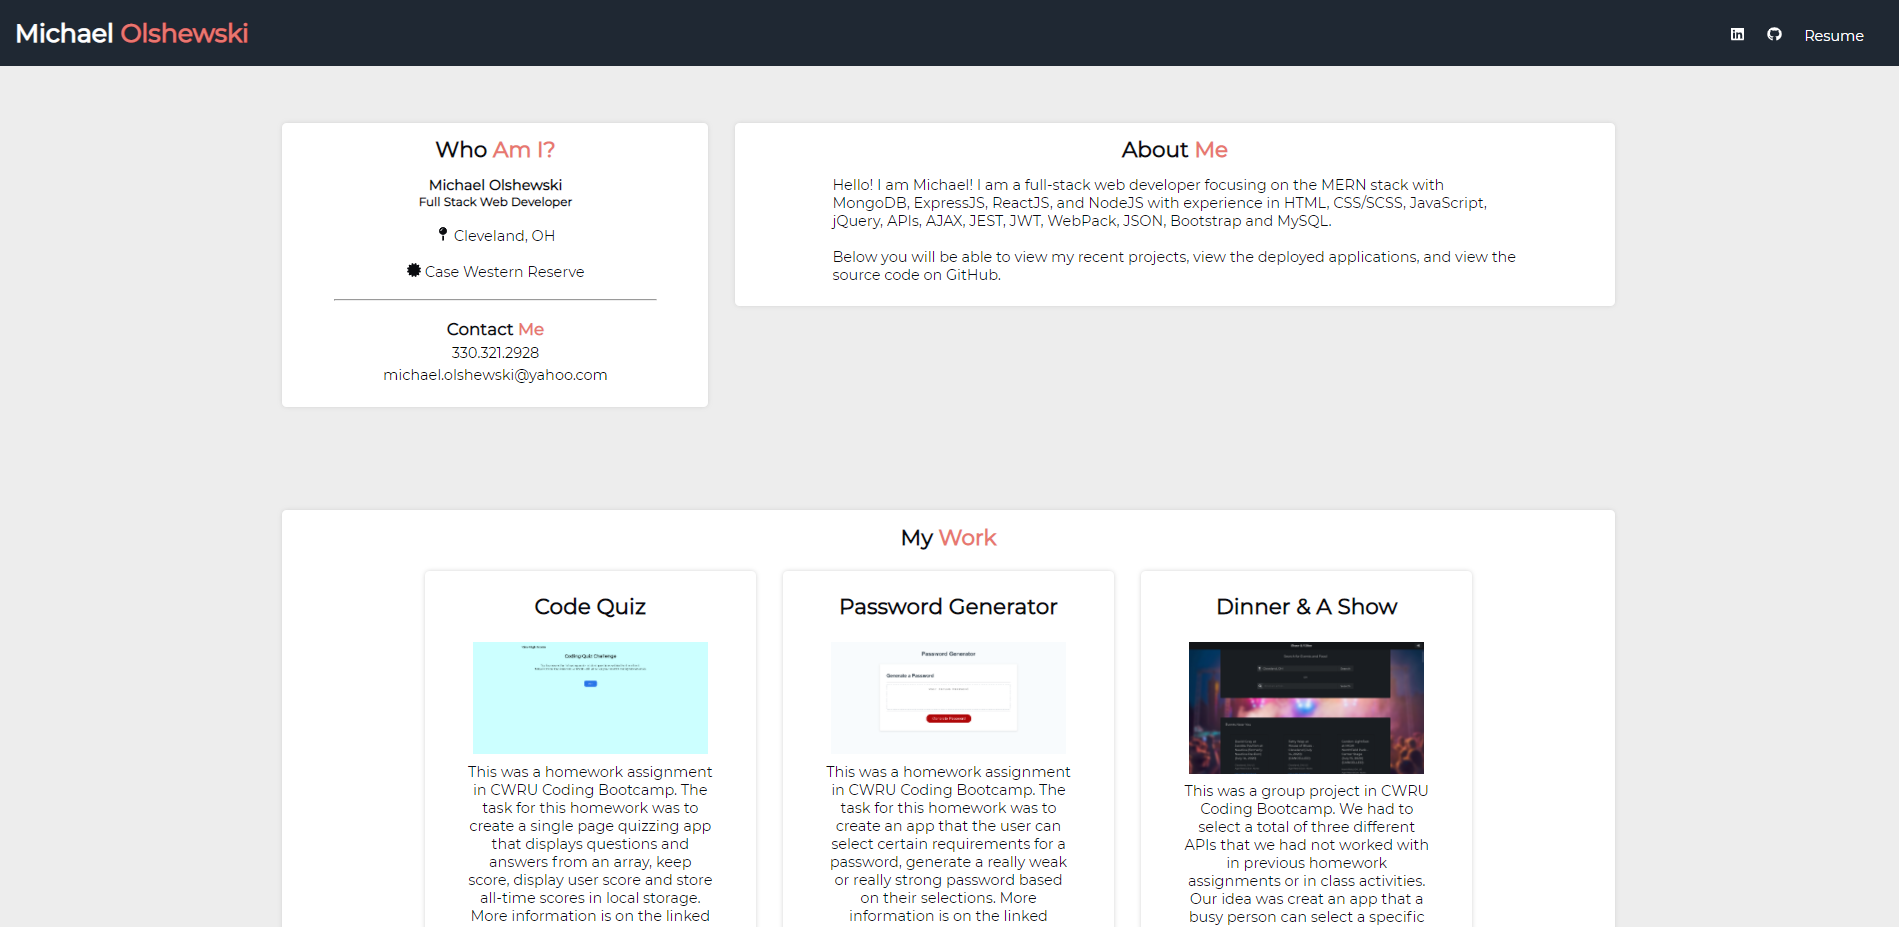 Michael Olshewski
Resume
Who Am I?
Michael Olshewski
Full Stack Web Developer
Cleveland, OH
Case Western Reserve
Contact Me
330.321.2928
michael.olshewski@yahoo.com
About Me
Hello! I am Michael! I am a full-stack web developer focusing on the MERN stack with
MongoDB, ExpressJS, ReactJS, and NodeJS with experience in HTML, CSS/SCSS, JavaScript,
jQuery, APIs, AJAX, JEST, JWT, WebPack, JSON, Bootstrap and MySQL.
Below you will be able to view my recent projects, view the deployed applications, and view the
source code on GitHub.
My Work
Code Quiz
Coding Quiz Challenge
This was a homework assignment
in CWRU Coding Bootcamp. The
task for this homework was to
create a single page quizzing app
that displays questions and
answers from an array, keep
score, display user score and store
all-time scores in local storage.
More information is on the linked
Password Generator
Password Generator
Generate a Password
Generate Password
This was a homework assignment
in CWRU Coding Bootcamp. The
task for this homework was to
create an app that the user can
select certain requirements for a
password, generate a really weak
or really strong password based
on their selections. More
information is on the linked
Dinner & A Show
This was a group project in CWRU
Coding Bootcamp. We had to
select a total of three different
APIs that we had not worked with
in previous homework
assignments or in class activities.
Our idea was creat an app that a
busy person can select a specific